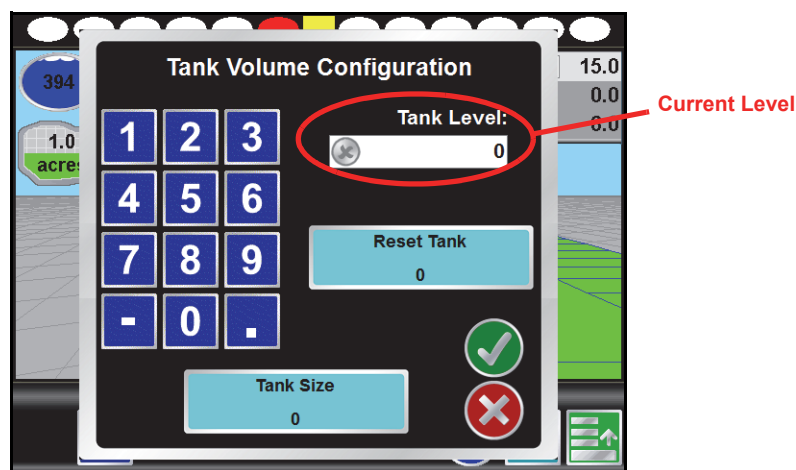 Tank Volume Configuration
394
15.0
0.0
Tank Level:
Current Level
1 2 3
0
1.0
acre
4 5 6
Reset Tank
0
7 8 9
- 0 .
Tank Size
0